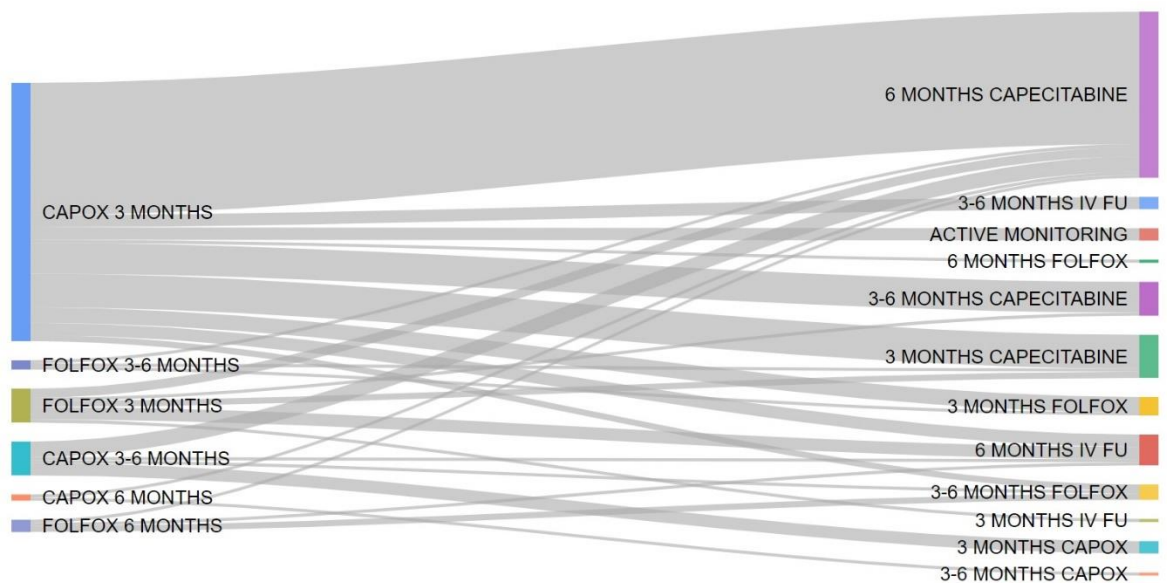 CAPOX 3 MONTHS
FOLFOX 3-6 MONTHS
FOLFOX 3 MONTHS
CAPOX 3-6 MONTHS
CAPOX 6 MONTHS
FOLFOX 6 MONTHS
6 MONTHS CAPECITABINE
3-6 MONTHS IV FU
ACTIVE MONITORING
6 MONTHS FOLFOX
3-6 MONTHS CAPECITABINE
3 MONTHS CAPECITABINE
3 MONTHS FOLFOX
6 MONTHS IV FU
3-6 MONTHS FOLFOX
3 MONTHS IV FU
3 MONTHS CAPOX
3-6 MONTHS CAPOX